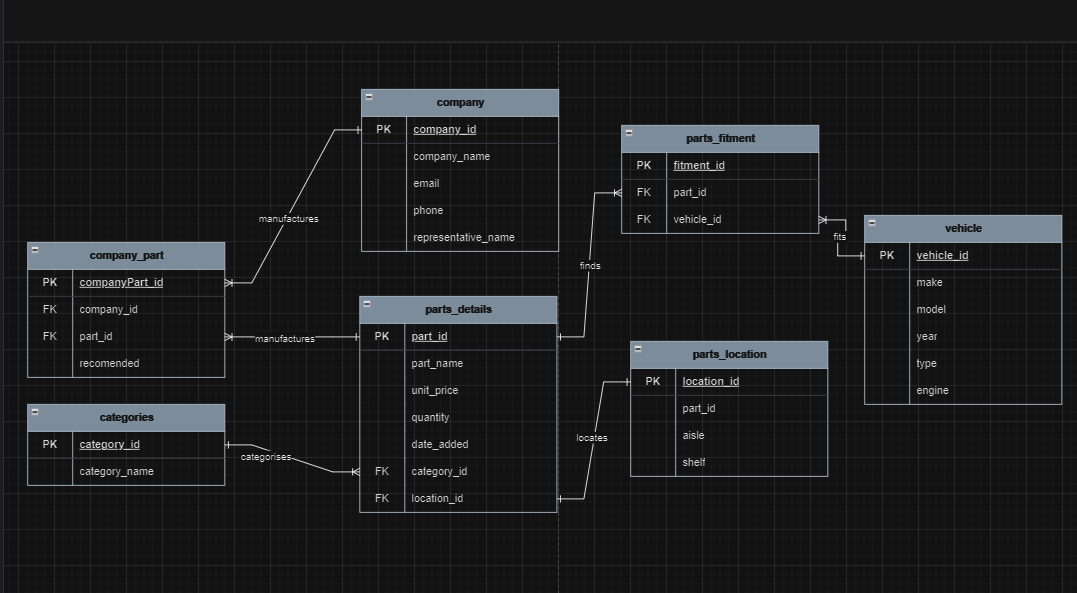 company
PK company_id
company_name
email
phone
representative_name
manufactures
company_part
PK companyPart_id
FK company_id
FK part_id
recomended
manufactures
categories
PK category_id
category_name
categorises
parts_details
PK part_id
part_name
unit_price
quantity
date_added
FK category_id
FK location_id
finds
locates
parts_fitment
PK fitment_id
FK part_id
FK vehicle_id
fits
parts_location
PK location_id
part_id
aisle
shelf
vehicle
PK vehicle_id
make
model
year
type
engine